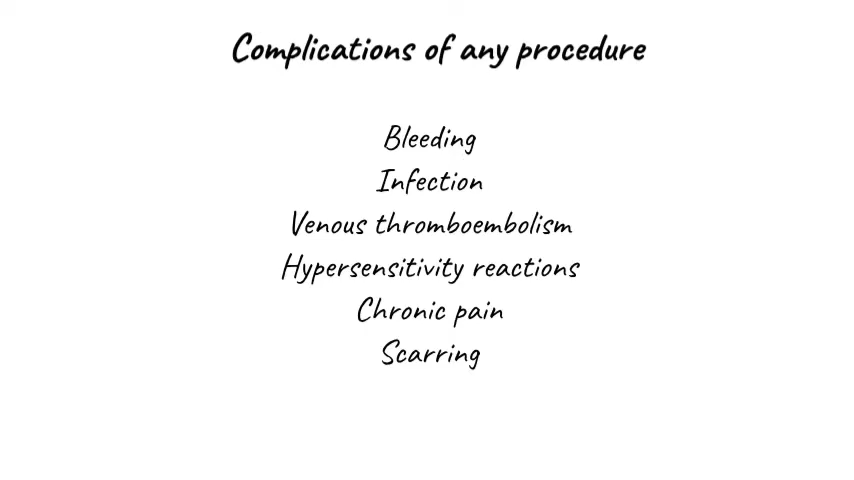 Complications of any procedure
Bleeding
Infection
Venous thromboembolism
Hypersensitivity reactions
Chronic pain
Scarring